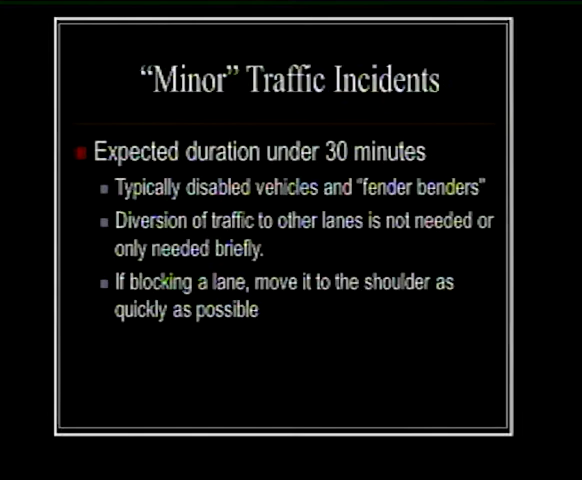 “Minor” Traffic Incidents
Expected duration under 30 minutes
Typically disabled vehicles and “fender benders”
Diversion of traffic to other lanes is not needed or
only needed briefly.
If blocking a lane, move it to the shoulder as
quickly as possible